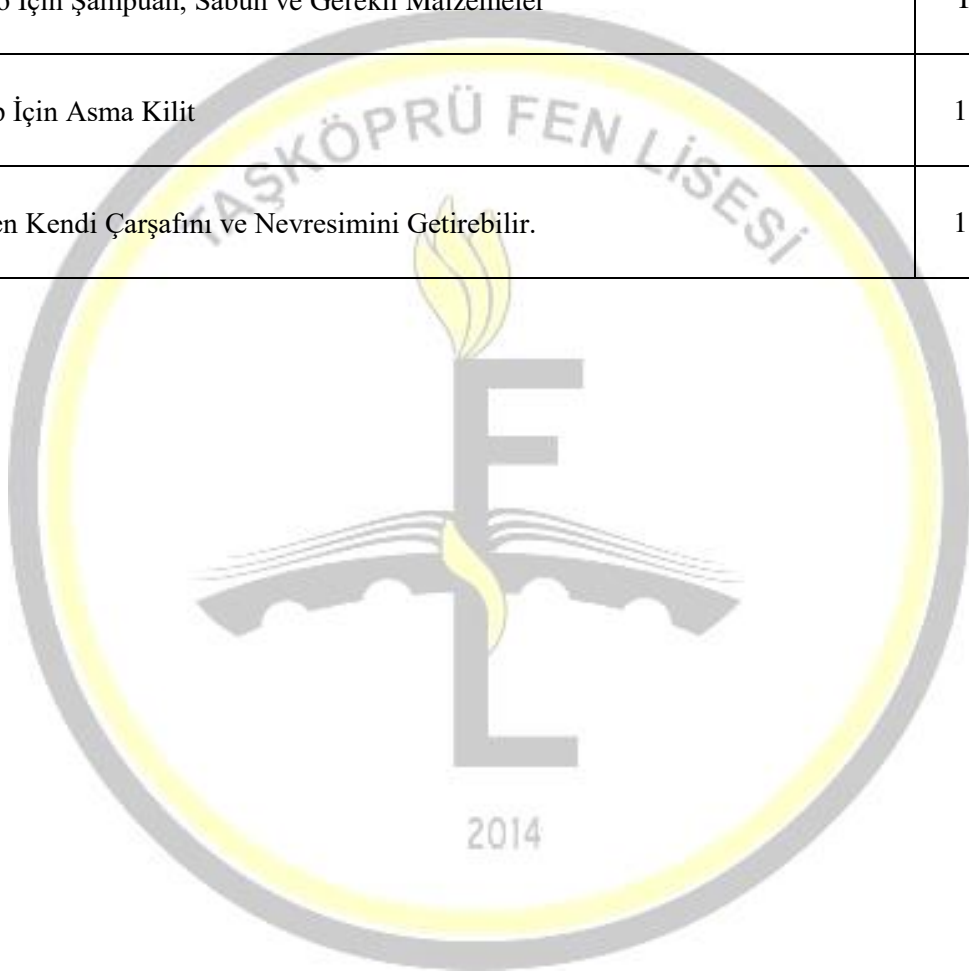 İçin Şampuan, Sabun ve Gerekli Malzemeler
İçin Asma Kilit 1
Kendi Çarşafını ve Nevresimini Getirebilir. 1
TAŞKÖPRÜ FEN LİSESİ
2014